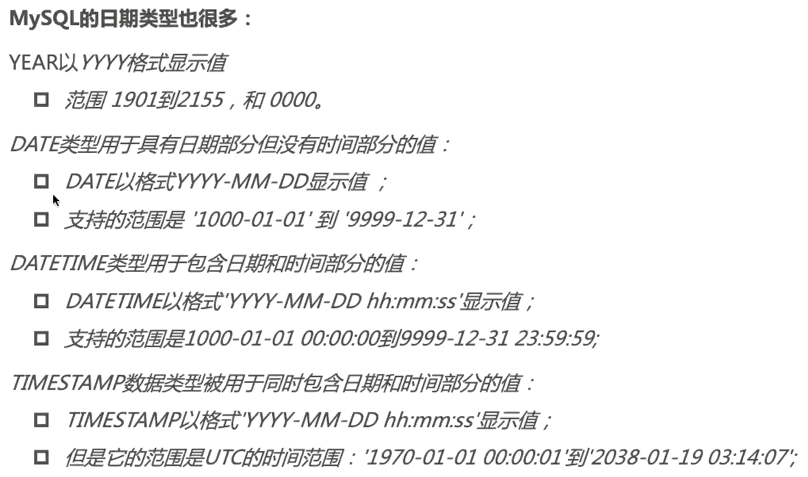 MySQL的日期类型也很多：
YEAR以YYYY格式显示值
范围 1901到2155，和 0000。
DATE类型用于具有日期部分但没有时间部分的值：
DATE以格式YYYY-MM-DD显示值 ；
支持的范围是 '1000-01-01' 到 '9999-12-31'；
DATETIME类型用于包含日期和时间部分的值：
DATETIME以格式'YYYY-MM-DD hh:mm:ss'显示值；
支持的范围是1000-01-01 00:00:00到9999-12-31 23:59:59;
TIMESTAMP数据类型被用于同时包含日期和时间部分的值：
TIMESTAMP以格式'YYYY-MM-DD hh:mm:ss'显示值；
但是它的范围是UTC的时间范围：'1970-01-01 00:00:01'到'2038-01-19 03:14:07';